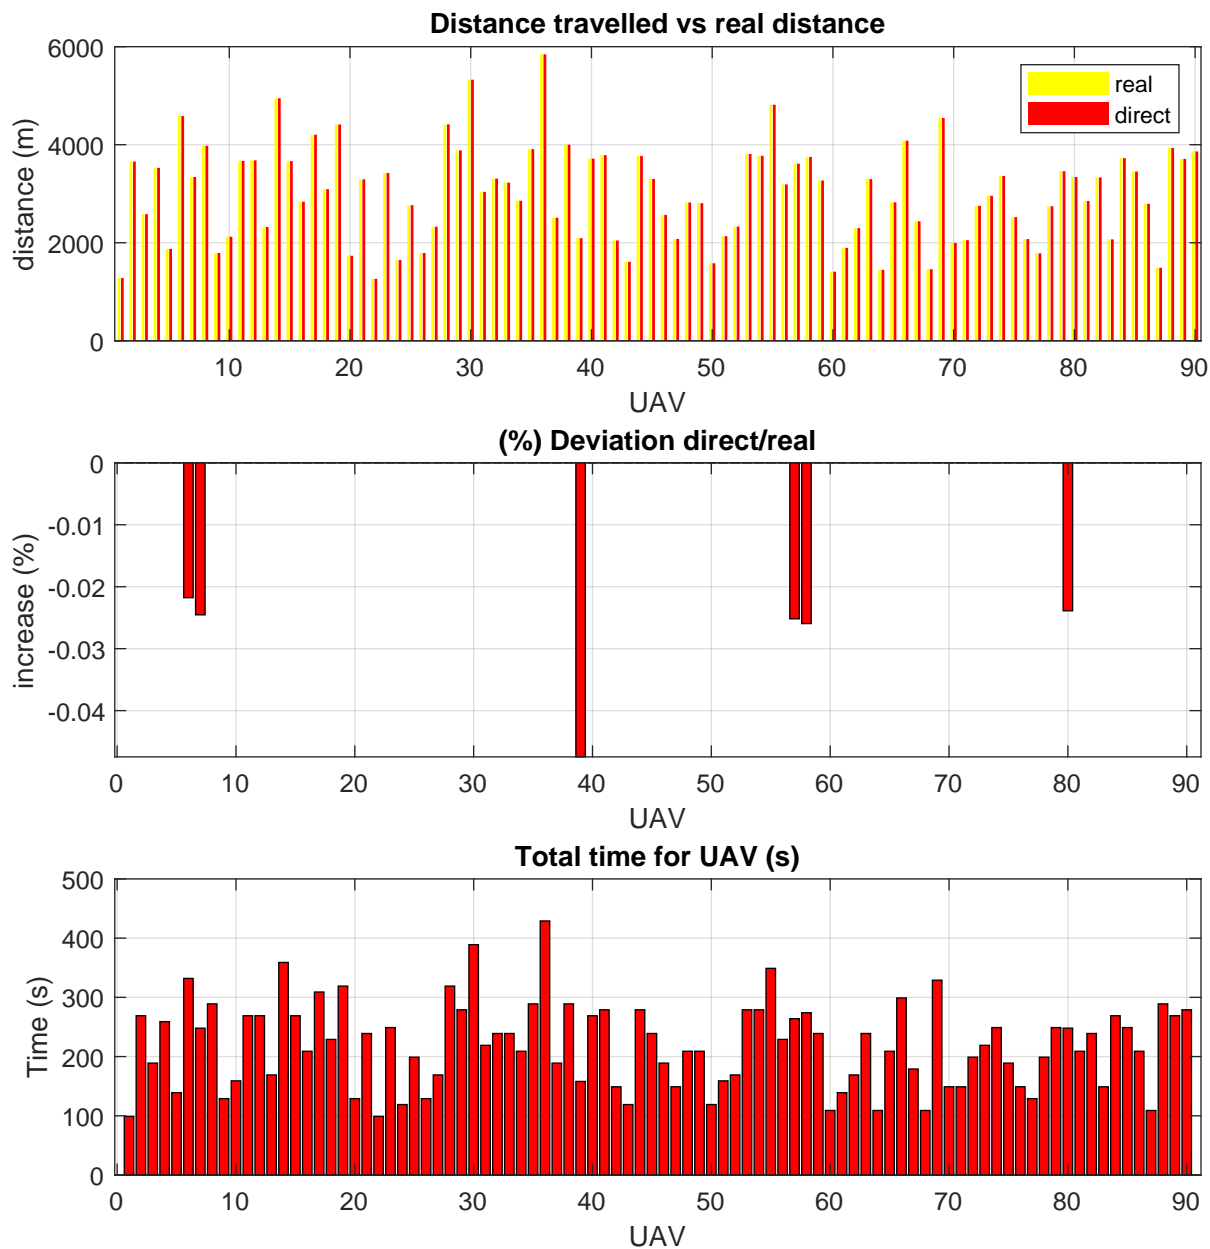 Distance travelled vs real distance
6000
4000
2000
0
distance (m)
real
direct
10 20 30 40 50 60 70 80 90
UAV
(%) Deviation direct/real
0
-0.01
-0.02
-0.03
-0.04
increase (%)
0 10 20 30 40 50 60 70 80 90
UAV
Total time for UAV (s)
500
400
300
200
100
0
Time (s)
0 10 20 30 40 50 60 70 80 90
UAV